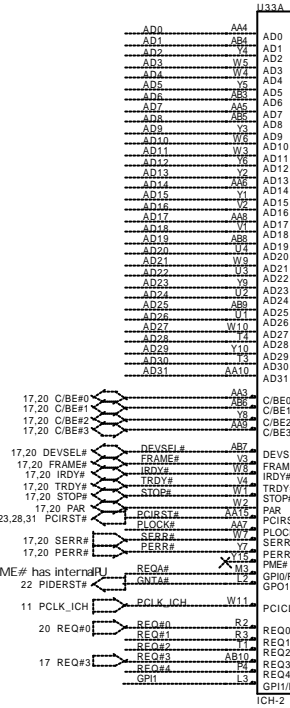 U33A
AD0 AA4 AD0
AD1 AB4 AD1
AD2 Y4 AD2
AD3 W5 AD3
AD4 W4 AD4
AD5 Y5 AD5
AD6 AB3 AD6
AD7 AA5 AD7
AD8 AB5 AD8
AD9 Y3 AD9
AD10 W6 AD10
AD11 W3 AD11
AD12 Y6 AD12
AD13 Y2 AD13
AD14 AA6 AD14
AD15 Y1 AD15
AD16 V2 AD16
AD17 AA8 AD17
AD18 V1 AD18
AD19 AB8 AD19
AD20 U4 AD20
AD21 W9 AD21
AD22 U3 AD22
AD23 Y9 AD23
AD24 U2 AD24
AD25 AB9 AD25
AD26 U1 AD26
AD27 W10 AD27
AD28 T4 AD28
AD29 Y10 AD29
AD30 T3 AD30
AD31 AA10 AD31
17,20 C/BE#0 AA3 C/BE0
17,20 C/BE#1 AB6 C/BE1
17,20 C/BE#2 Y8 C/BE2
17,20 C/BE#3 AA9 C/BE3
17,20 DEVSEL# DEVSEL# AB7 DEVS
17,20 FRAME# FRAME# V3 FRAM
17,20 IRDY# IRDY# W8 IRDY#
17,20 TRDY# TRDY# V4 TRDY
17,20 STOP# STOP# W1 STOP#
17,20 PAR W2 PAR
23,28,31 PCIRST# PCIRST# AA15 PCIRS
PLOCK# AA7 PLOC
17,20 SERR# SERR# W7 SERR
17,20 PERR# PERR# Y7 PERR
Y15 PME#
ME# has internalPU REQA# M3 GPI0/
22 PIDERST# GNTA# L2 GPO1
11 PCLK_ICH PCLK_ICH W11 PCICL
20 REQ#0 REQ#0 R2 REQ0
REQ#1 R3 REQ1
REQ#2 T1 REQ2
17 REQ#3 REQ#3 AB10 REQ3
REQ#4 P4 REQ4
GPI1 L3 GPI1/
ICH-2